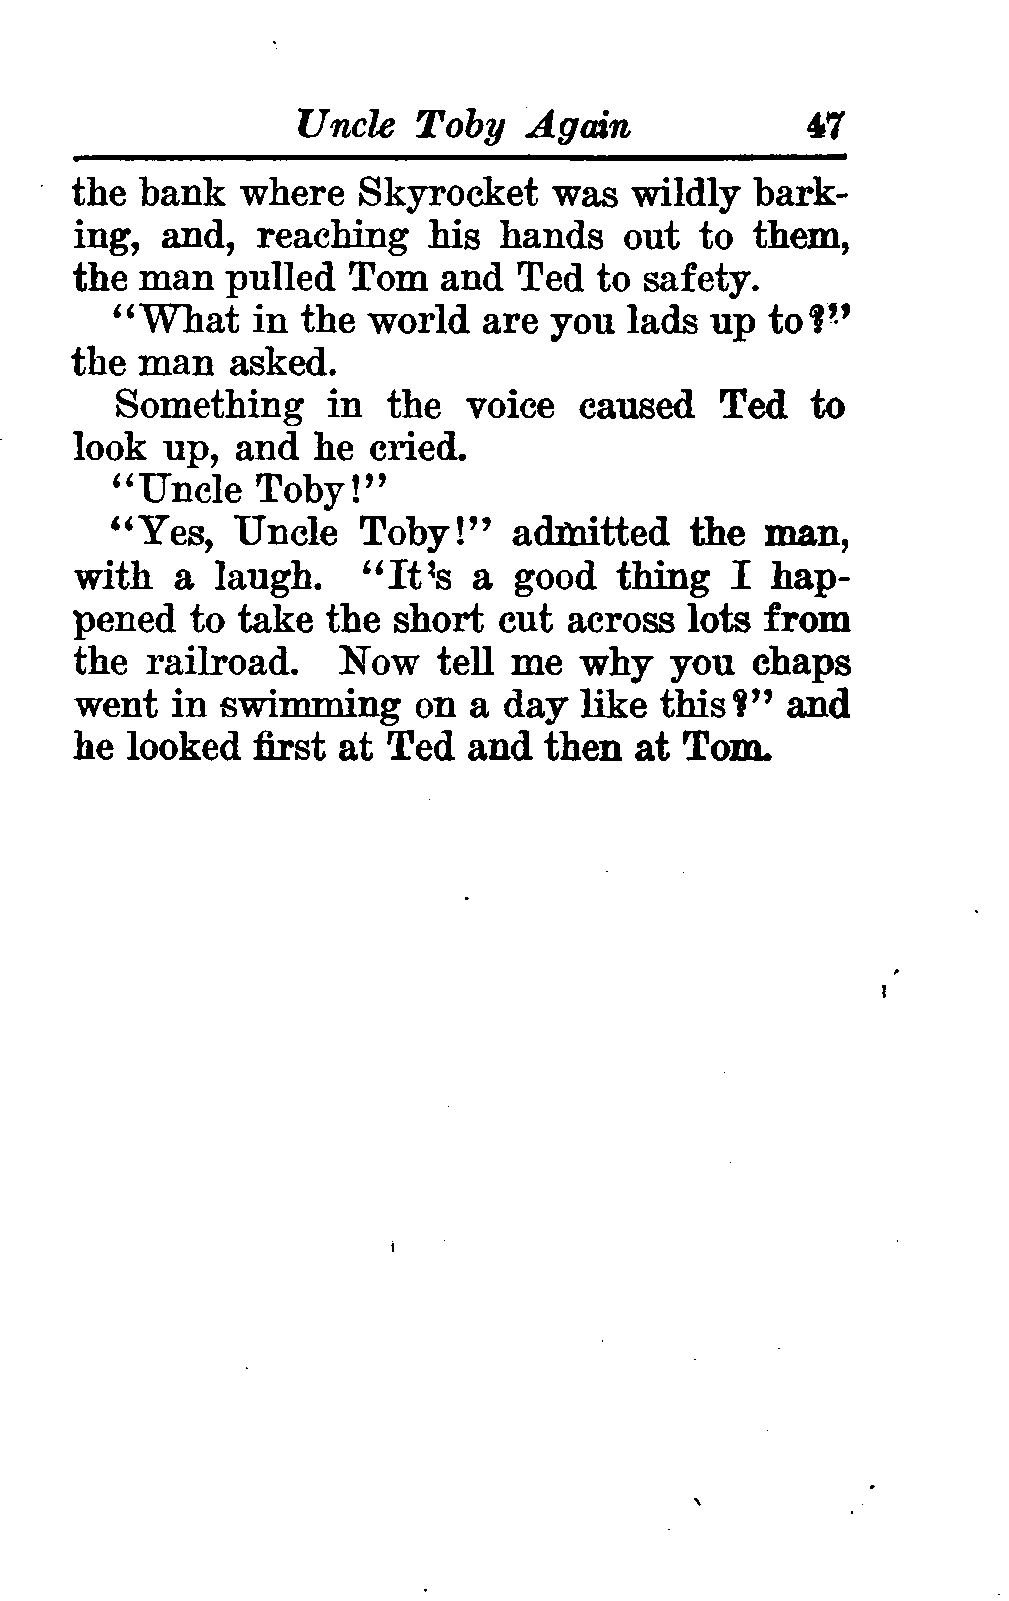 Uncle Toby Again 47
the bank where Skyrocket was wildly bark-
ing, and, reaching his hands out to them,
the man pulled Tom and Ted to safety.
“What in the world are you lads up to?”
the man asked.
Something in the voice caused Ted to
look up, and he cried.
“Uncle Toby!”
“Yes, Uncle Toby!” admitted the man,
with a laugh. “It's a good thing I hap-
pened to take the short cut across lots from
the railroad. Now tell me why you chaps
went in swimming on a day like this?” and
he looked first at Ted and then at Tom.